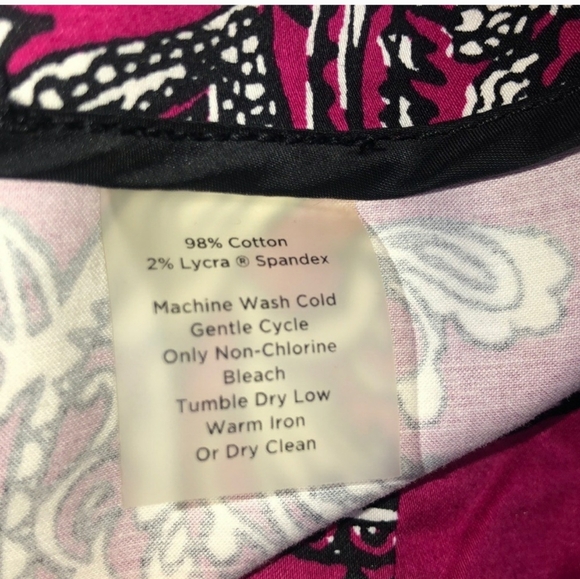 98% Cotton
2% Lycra ® Spandex
Machine Wash Cold
Gentle Cycle
Only Non-Chlorine
Bleach
Tumble Dry Low
Warm Iron
Or Dry Clean